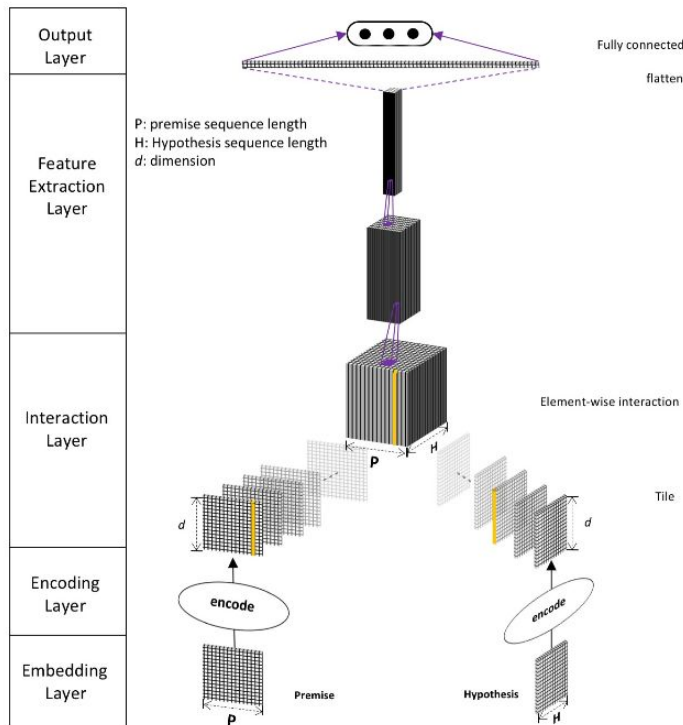 Output
Layer
Fully connected
flatten
P: premise sequence length
H: Hypothesis sequence length
d: dimension
Feature
Extraction
Layer
Interaction
Layer
Element-wise interaction
P
H
Tile
d
d
Encoding
Layer
encode
encode
Embedding
Layer
Premise
Hypothesis
P
H